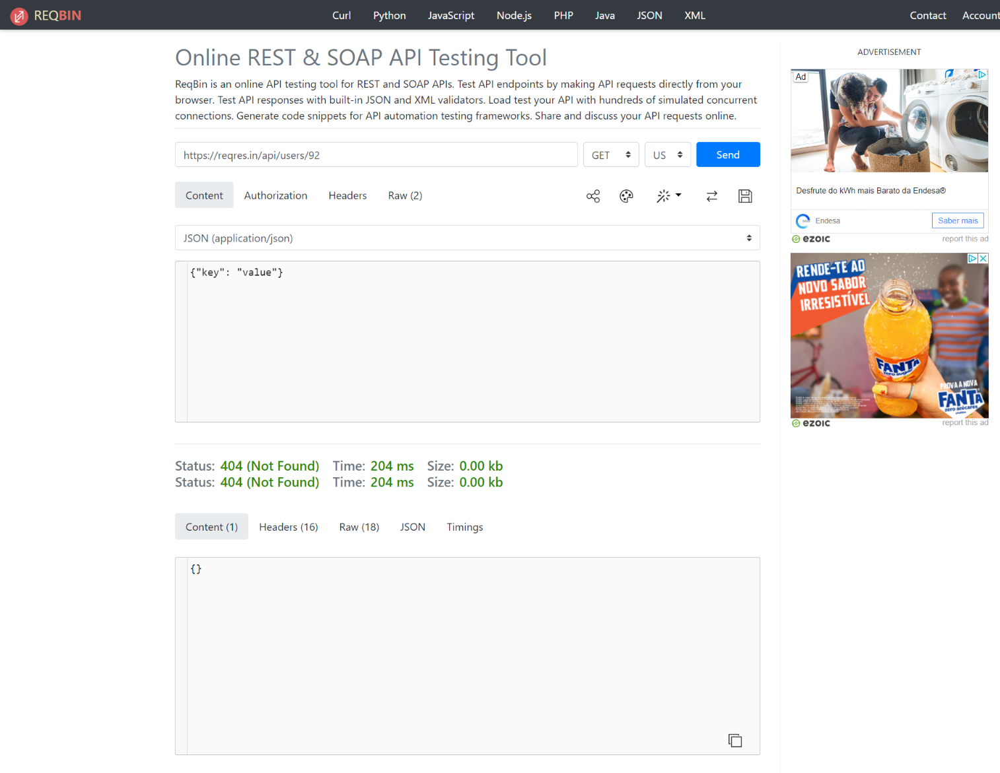 REQBIN
Curl Python JavaScript Node.js PHP Java JSON XML
Contact Account
Online REST & SOAP API Testing Tool
ReqBin is an online API testing tool for REST and SOAP APIs. Test API endpoints by making API requests directly from your
browser. Test API responses with built-in JSON and XML validators. Load test your API with hundreds of simulated concurrent
connections. Generate code snippets for API automation testing frameworks. Share and discuss your API requests online.
https://reqres.in/api/users/92 GET US Send
Content Authorization Headers Raw (2)
JSON (application/json)
{"key": "value"}
Status: 404 (Not Found) Time: 204 ms Size: 0.00 kb
Status: 404 (Not Found) Time: 204 ms Size: 0.00 kb
Content (1) Headers (16) Raw (18) JSON Timings
{}
ADVERTISEMENT
Ad
Desfrute do kWh mais Barato da Endesa®
Endesa Saber mais
ezoic report this ad
RENDE-TE AO
NOVO SABOR
IRRESISTÍVEL
FANTA
zero sugar
PROVA A NOVA
FANTA
zero azúcares
ezoic report this ad